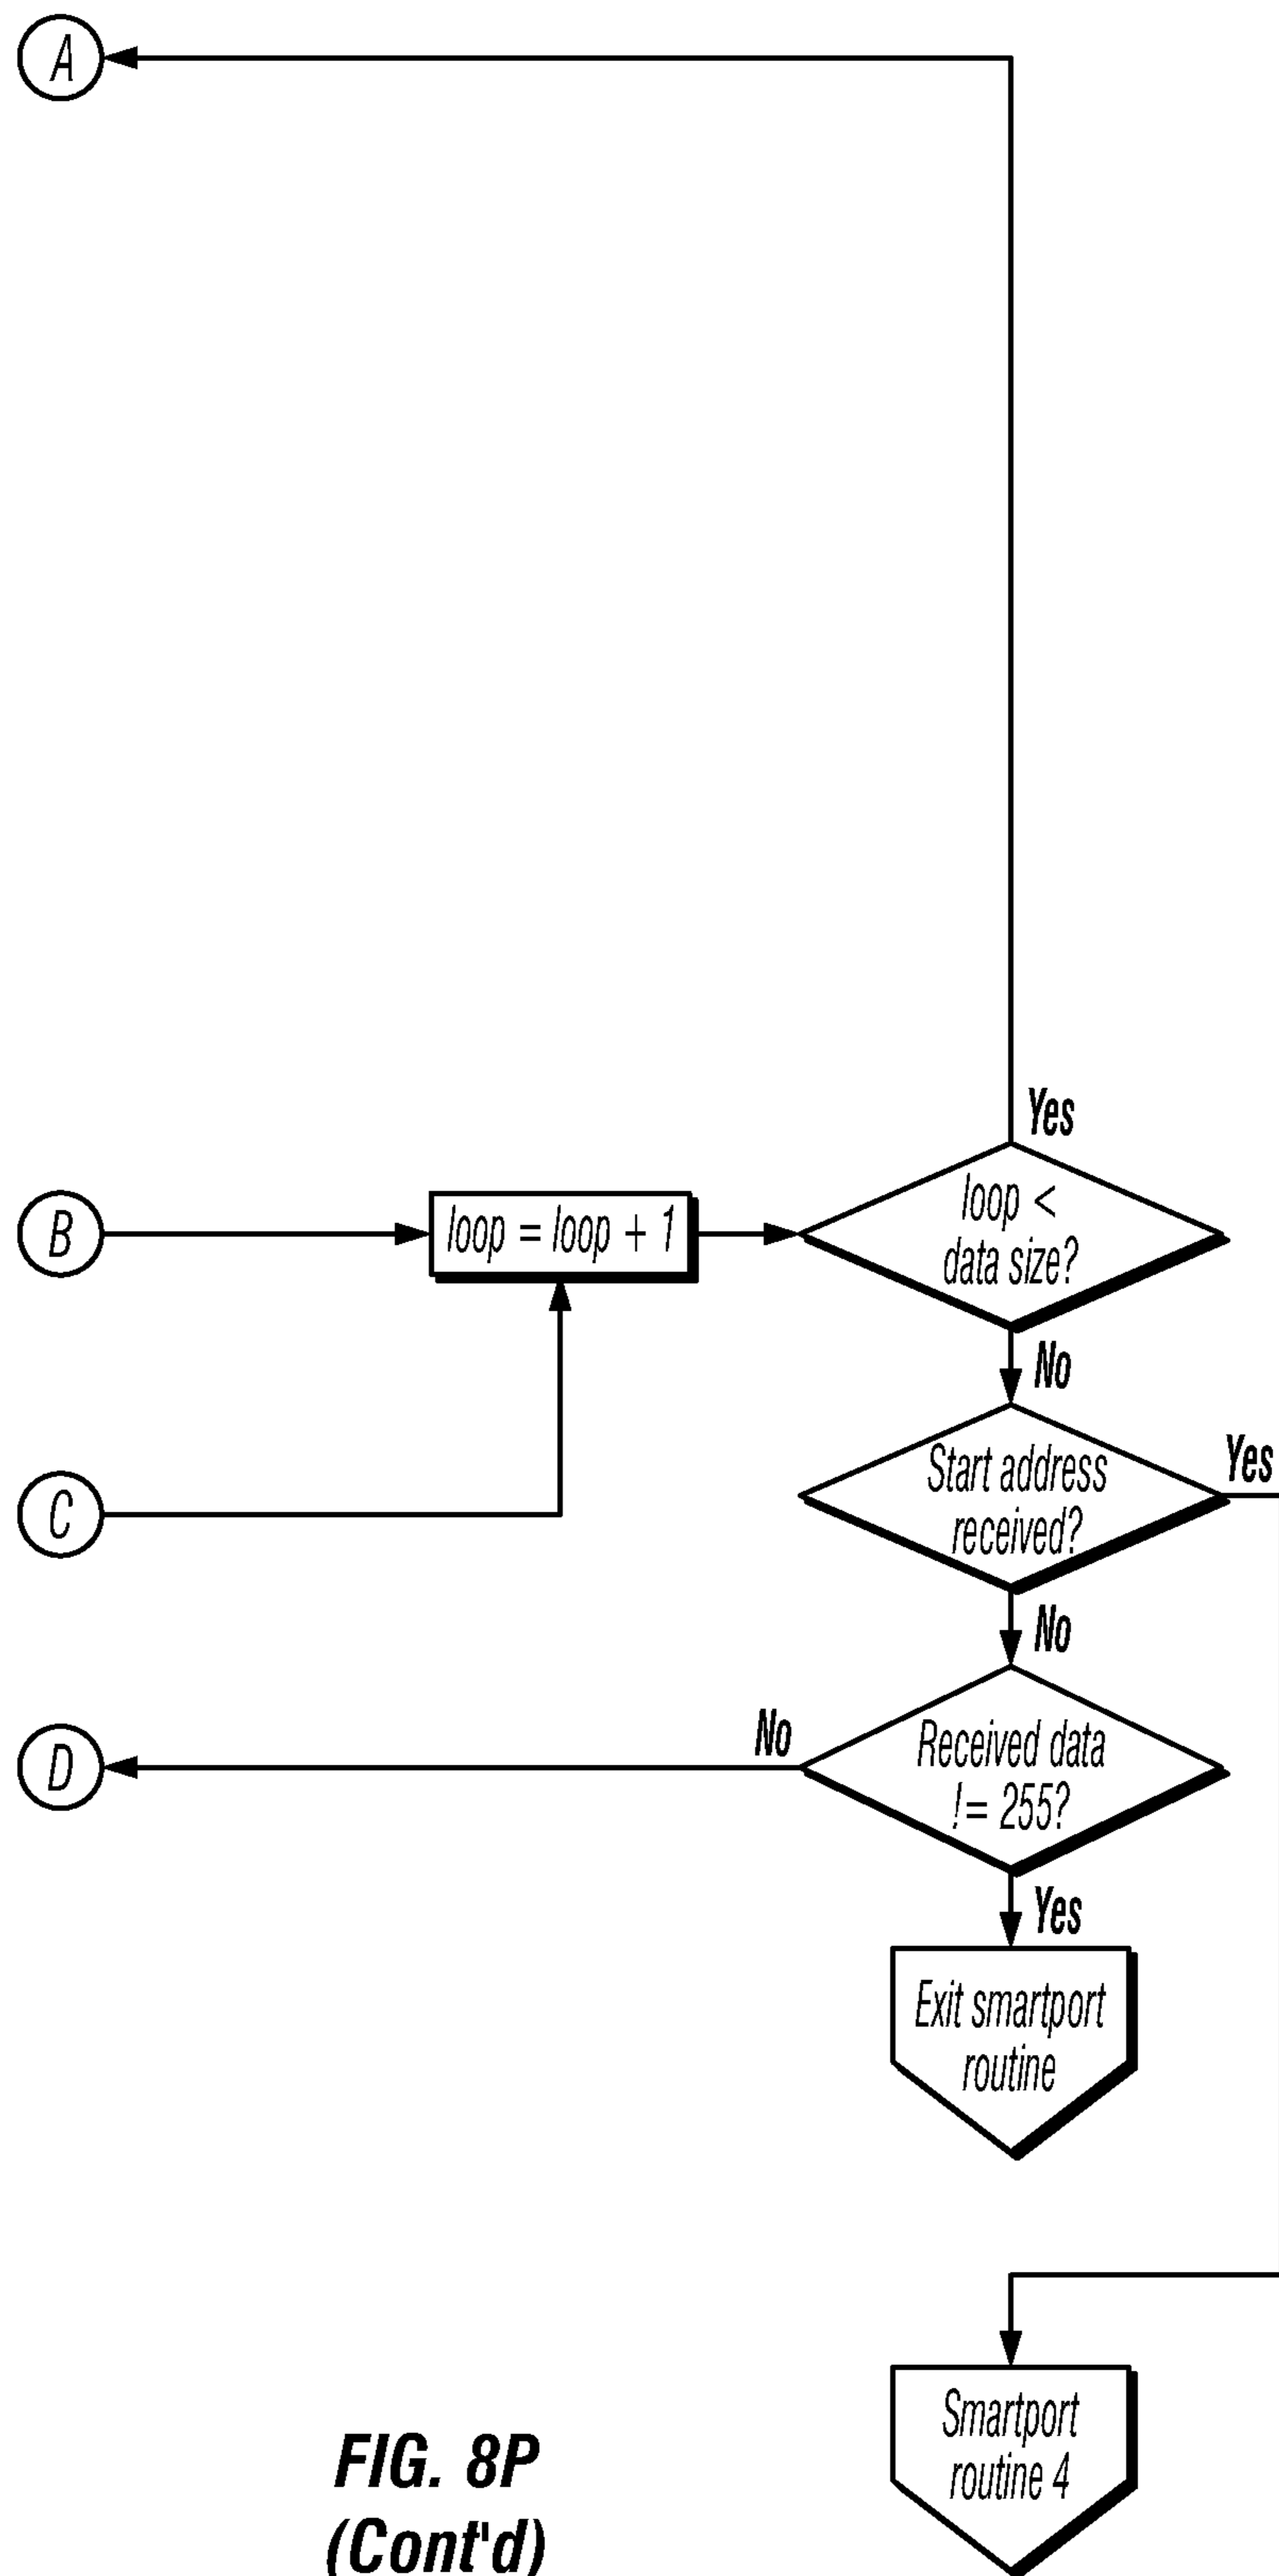 A
Yes
loop <
data size?
B
loop = loop + 1
No
Start address
received?
Yes
C
No
Received data
!= 255?
No
D
Yes
Exit smartport
routine
Smartport
routine 4
FIG. 8P
(Cont'd)